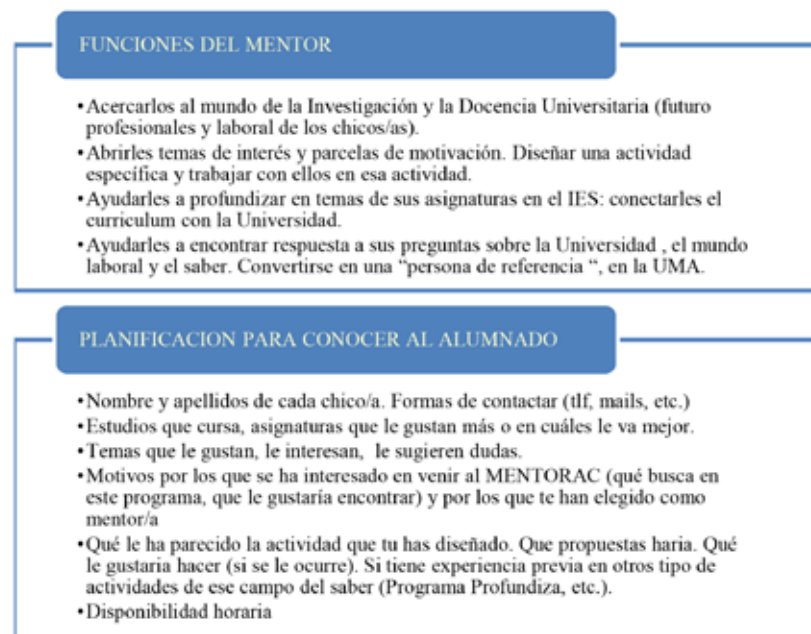 FUNCIONES DEL MENTOR
•Acercarlos al mundo de la Investigación y la Docencia Universitaria (futuro
profesionales y laboral de los chicos/as).
•Abrirles temas de interés y parcelas de motivación. Diseñar una actividad
específica y trabajar con ellos en esa actividad.
•Ayudarles a profundizar en temas de sus asignaturas en el IES: conectarles el
curriculum con la Universidad.
•Ayudarles a encontrar respuesta a sus preguntas sobre la Universidad , el mundo
laboral y el saber. Convertirse en una “persona de referencia “, en la UMA.
PLANIFICACION PARA CONOCER AL ALUMNADO
•Nombre y apellidos de cada chico/a. Formas de contactar (tlf, mails, etc.)
•Estudios que cursa, asignaturas que le gustan más o en cuáles le va mejor.
•Temas que le gustan, le interesan, le sugieren dudas.
•Motivos por los que se ha interesado en venir al MENTORAC (qué busca en
este programa, que le gustaría encontrar) y por los que te han elegido como
mentor/a
•Qué le ha parecido la actividad que tu has diseñado. Que propuestas haria. Qué
le gustaria hacer (si se le ocurre). Si tiene experiencia previa en otros tipo de
actividades de ese campo del saber (Programa Profundiza, etc.).
•Disponibilidad horaria